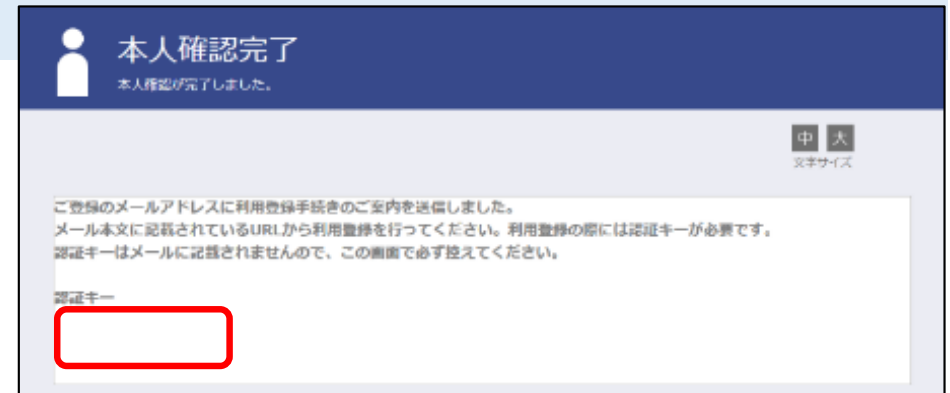 本人確認完了
本人確認が完了しました。
中 大
文字サイズ
ご登録のメールアドレスに利用登録手続きのご案内を送信しました。
メール本文に記載されているURLから利用登録を行ってください。利用登録の際には認証キーが必要です。
認証キーはメールに記載されませんので、この画面で必ず控えてください。
認証キー